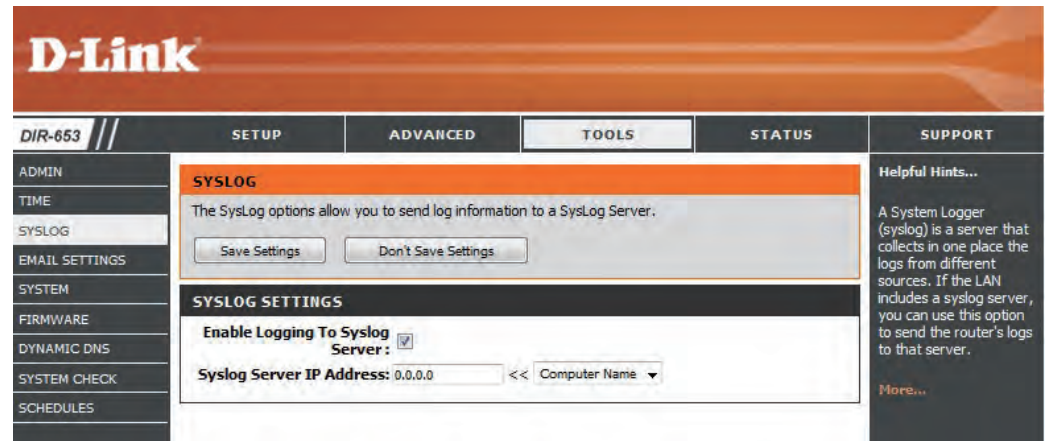 D-Link
DIR-653
SETUP
ADVANCED
TOOLS
STATUS
SUPPORT
ADMIN
TIME
SYSLOG
EMAIL SETTINGS
SYSTEM
FIRMWARE
DYNAMIC DNS
SYSTEM CHECK
SCHEDULES
SYSLOG
The SysLog options allow you to send log information to a SysLog Server.
Save Settings
Don't Save Settings
SYSLOG SETTINGS
Enable Logging To Syslog
Server :
Syslog Server IP Address: 0.0.0.0 << Computer Name
Helpful Hints...
A System Logger
(syslog) is a server that
collects in one place the
logs from different
sources. If the LAN
includes a syslog server,
you can use this option
to send the router's logs
to that server.
More...